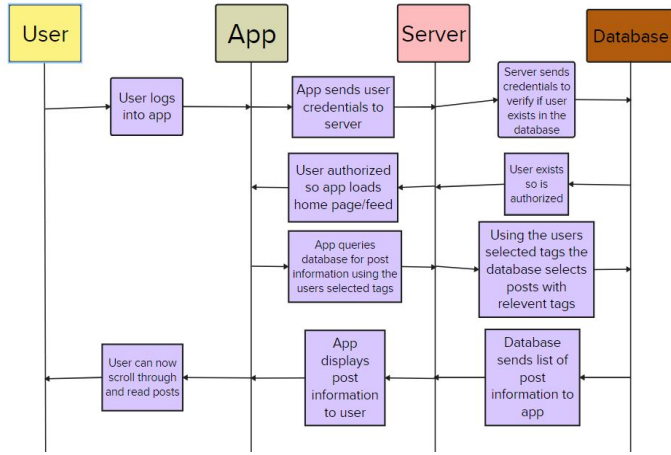 User
App
Server
Database
User logs
into app
App sends user
credentials to
server
Server sends
credentials to
verify if user
exists in the
database
User authorized
so app loads
home page/feed
User exists
so is
authorized
App queries
database for post
information using the
users selected tags
Using the users
selected tags the
database selects
posts with
relevent tags
User can now
scroll through
and read posts
App
displays
post
information
to user
Database
sends list of
post
information to
app